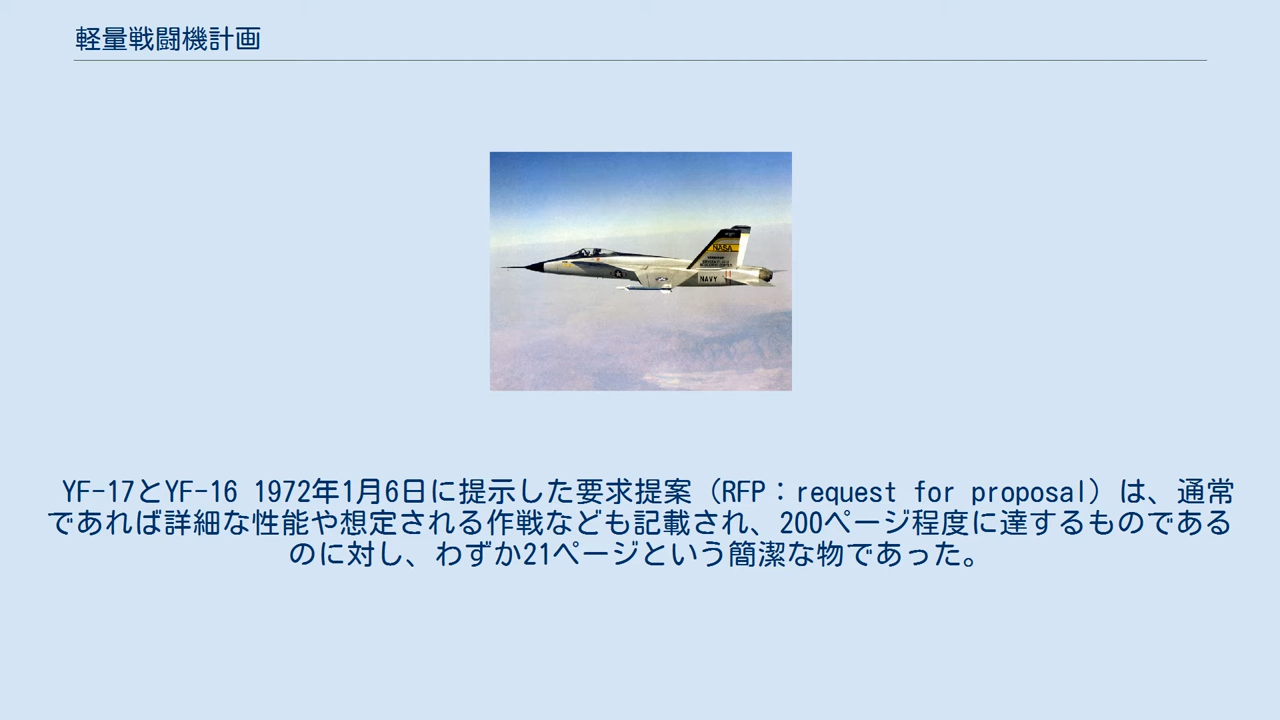 軽量戦闘機計画
NASA
NAVY
YF-17とYF-16 1972年1月6日に提示した要求提案（RFP：request for proposal）は、通常
であれば詳細な性能や想定される作戦なども記載され、200ページ程度に達するものである
のに対し、わずか21ページという簡潔な物であった。